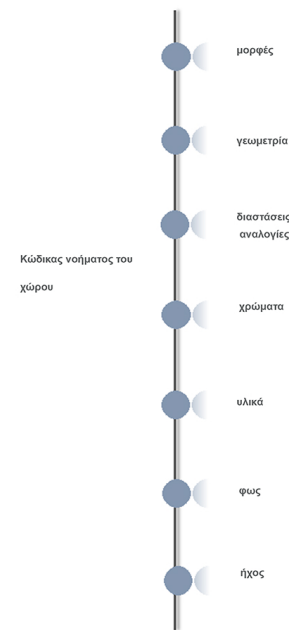 μορφές
γεωμετρία
διαστάσεις
αναλογίες
Κώδικας νοήματος του
χώρου
χρώματα
υλικά
φως
ήχος